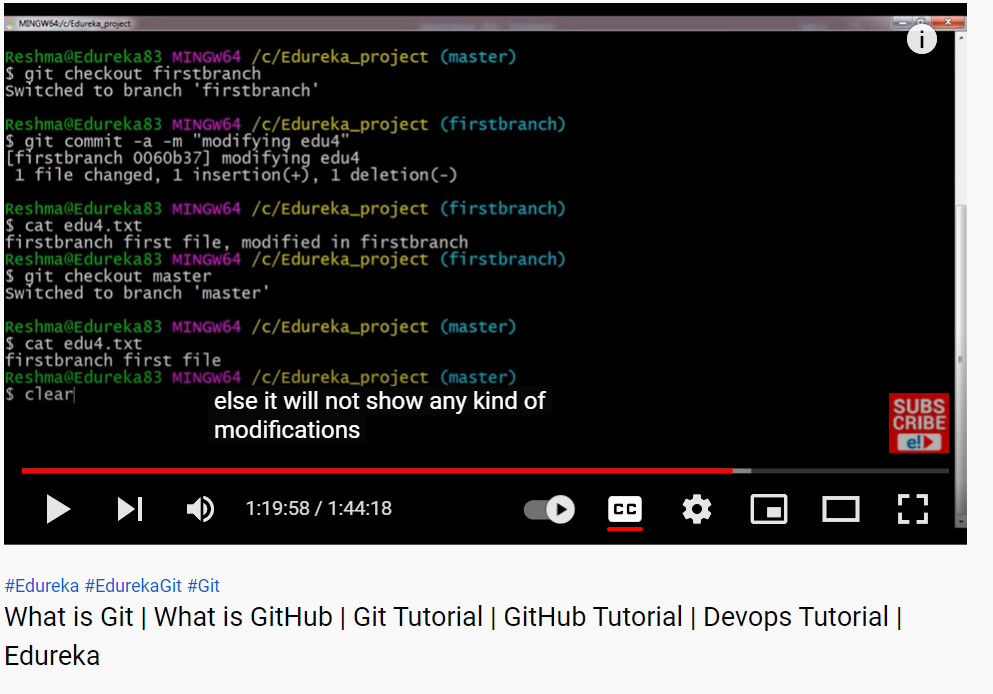 MINGW64:/c/Edureka_project
Reshma@Edureka83 MINGW64 /c/Edureka_project (master)
$ git checkout firstbranch
Switched to branch 'firstbranch'
Reshma@Edureka83 MINGW64 /c/Edureka_project (firstbranch)
$ git commit -a -m "modifying edu4"
[firstbranch 0060b37] modifying edu4
1 file changed, 1 insertion(+), 1 deletion(-)
Reshma@Edureka83 MINGW64 /c/Edureka_project (firstbranch)
$ cat edu4.txt
firstbranch first file, modified in firstbranch
Reshma@Edureka83 MINGW64 /c/Edureka_project (firstbranch)
$ git checkout master
Switched to branch 'master'
Reshma@Edureka83 MINGW64 /c/Edureka_project (master)
$ cat edu4.txt
firstbranch first file
Reshma@Edureka83 MINGW64 /c/Edureka_project (master)
$ clear
else it will not show any kind of
modifications
SUBS
CRIBE
e!
1:19:58 / 1:44:18
CC
#Edureka #EdurekaGit #Git
What is Git | What is GitHub | Git Tutorial | GitHub Tutorial | Devops Tutorial |
Edureka